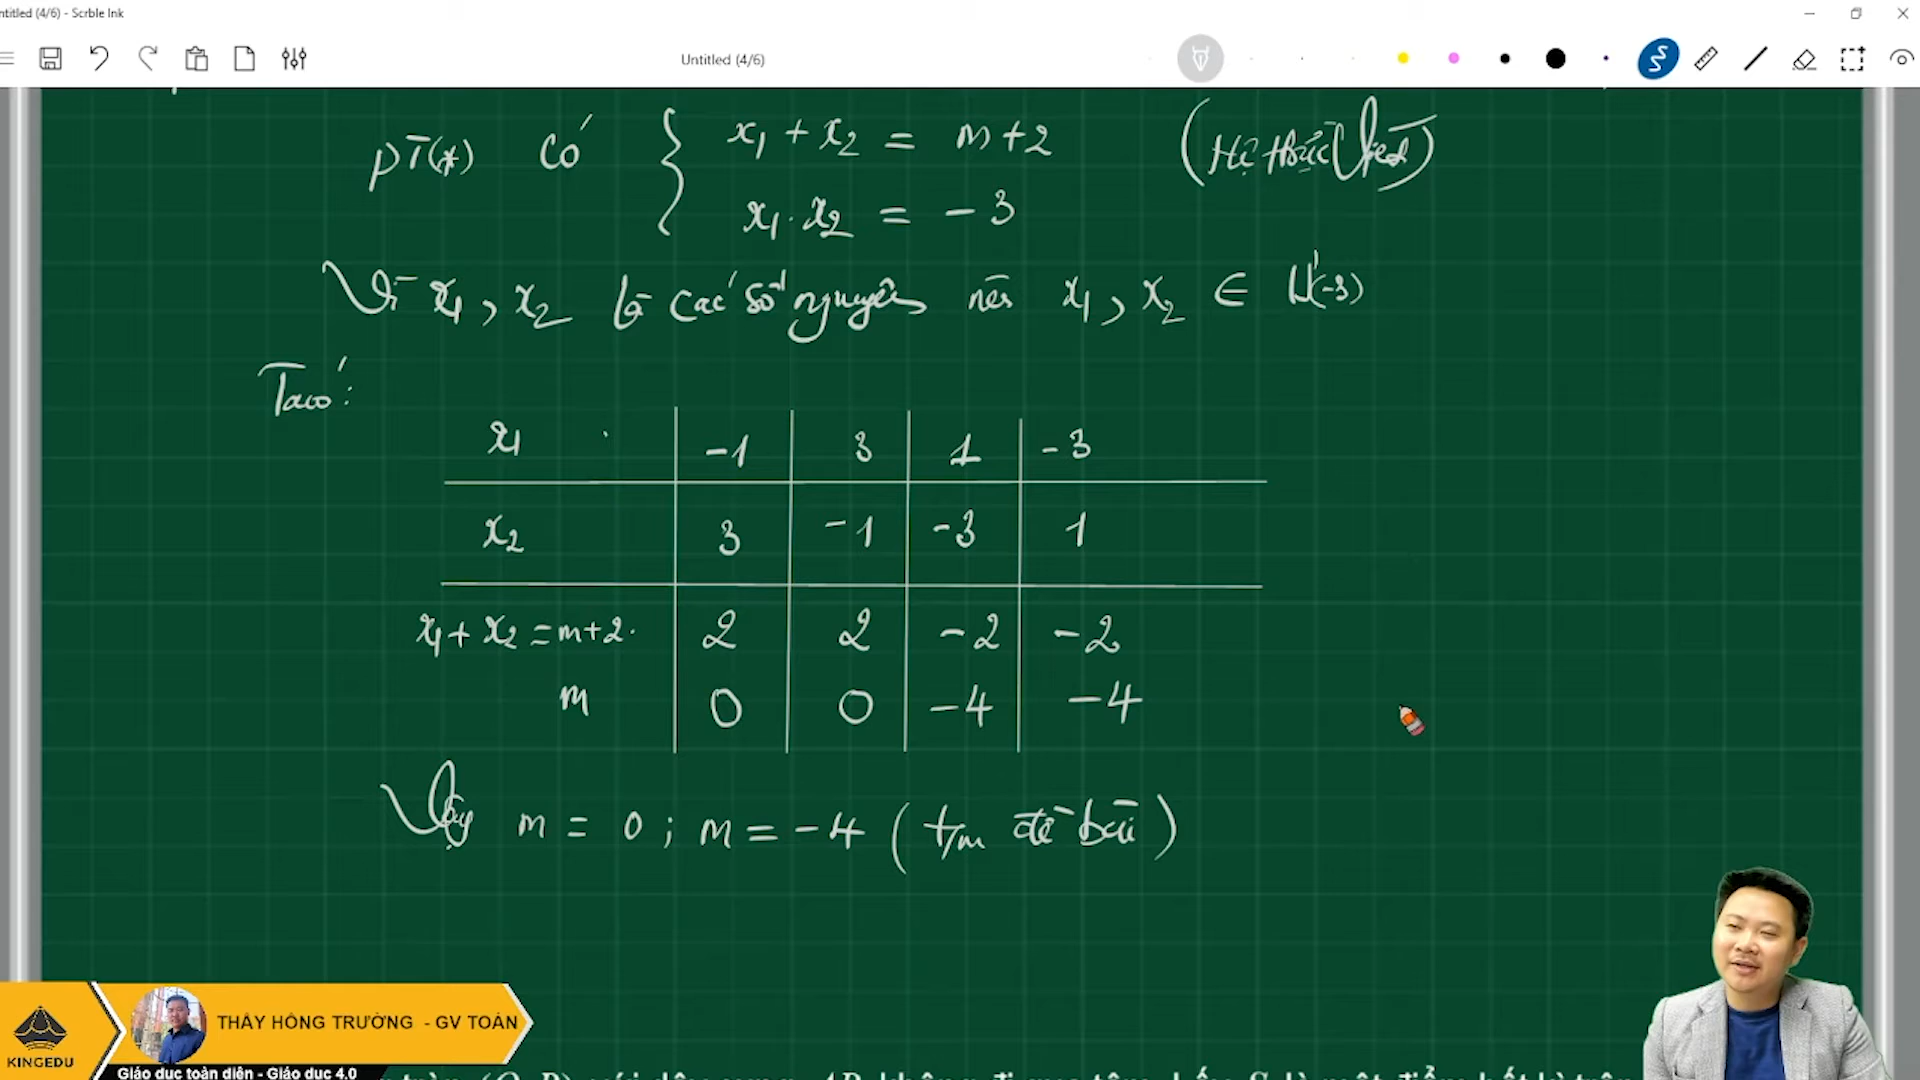 ntitled (4/6) - Scrble Ink
Untitled (4/6)
PT(*) có { x₁ + x₂ = m+2 (Hệ thức Viet)
x₁ . x₂ = -3
Vì x₁ , x₂ là các số nguyên nên x₁ , x₂ ∈ Ư(-3)
Ta có :
x₁ -1 3 1 -3
x₂ 3 -1 -3 1
x₁ + x₂ = m+2. 2 2 -2 -2
m 0 0 -4 -4
Vậy m = 0 ; m = -4 (t/m đề bài)
THẦY HỒNG TRƯỜNG - GV TOÁN
KINGEDU
Giáo dục toàn diện - Giáo dục 4.0